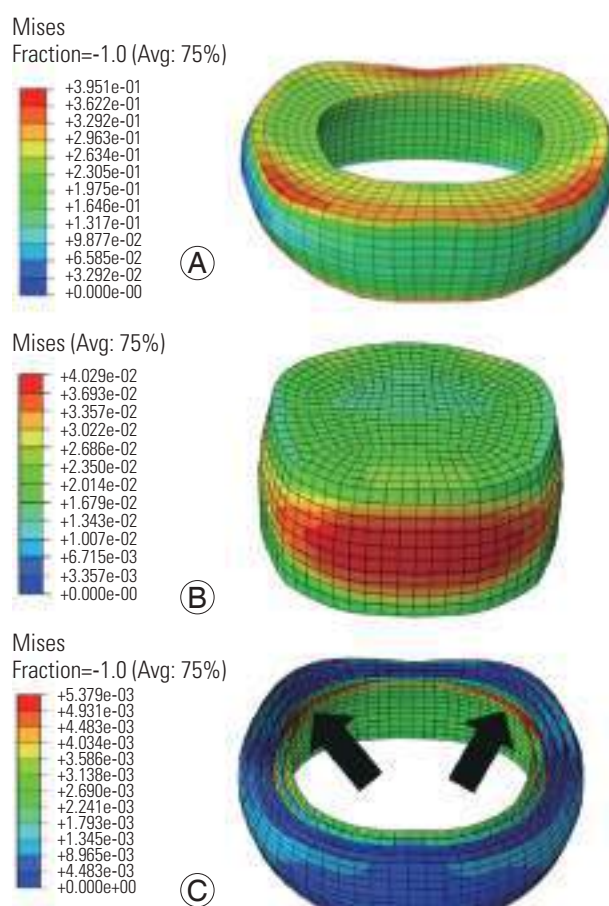 Mises
Fraction=-1.0 (Avg: 75%)
+3.951e-01
+3.622e-01
+3.292e-01
+2.963e-01
+2.634e-01
+2.305e-01
+1.975e-01
+1.646e-01
+1.317e-01
+9.877e-02
+6.585e-02
+3.292e-02
+0.000e-00
A
Mises (Avg: 75%)
+4.029e-02
+3.693e-02
+3.357e-02
+3.022e-02
+2.686e-02
+2.350e-02
+2.014e-02
+1.679e-02
+1.343e-02
+1.007e-02
+6.715e-03
+3.357e-03
+0.000e-00
B
Mises
Fraction=-1.0 (Avg: 75%)
+5.379e-03
+4.931e-03
+4.483e-03
+4.034e-03
+3.586e-03
+3.138e-03
+2.690e-03
+2.241e-03
+1.793e-03
+1.345e-03
+8.965e-03
+4.483e-03
+0.000e+00
C